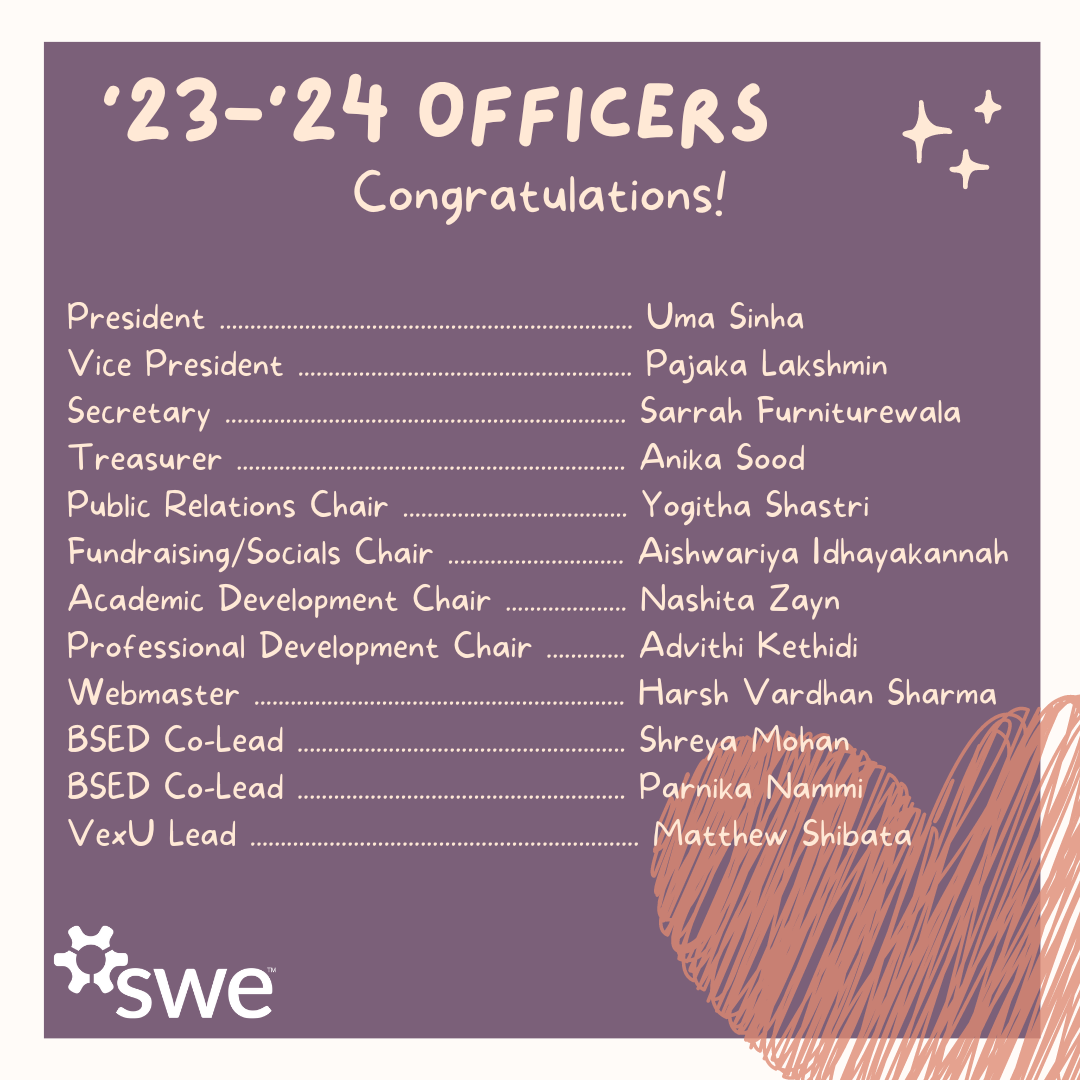 '23-'24 OFFICERS
Congratulations!
President ........................................................................ Uma Sinha
Vice President .......................................................... Pajaka Lakshmin
Secretary ...................................................................... Sarrah Furniturewala
Treasurer .................................................................... Anika Sood
Public Relations Chair ....................................... Yogitha Shastri
Fundraising/Socials Chair ............................... Aishwariya Idhayakannah
Academic Development Chair ..................... Nashita Zayn
Professional Development Chair ............. Advithi Kethidi
Webmaster ................................................................. Harsh Vardhan Sharma
BSED Co-Lead ......................................................... Shreya Mohan
BSED Co-Lead ......................................................... Parnika Nammi
VexU Lead .................................................................... Matthew Shibata
swe™